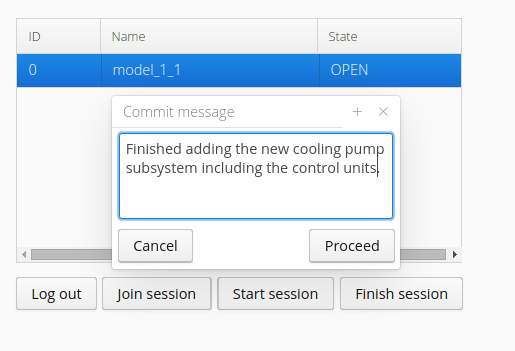 ID Name State
0 model_1_1 OPEN
Commit message
Finished adding the new cooling pump
subsystem including the control units.
Cancel Proceed
Log out Join session Start session Finish session